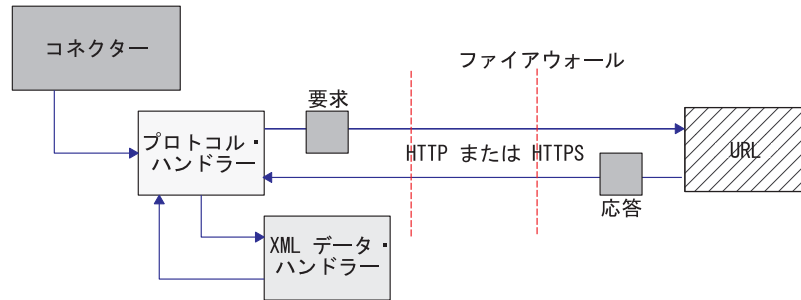 コネクター
ファイアウォール
要求
プロトコル・
ハンドラー
HTTP または HTTPS
URL
応答
XML データ・
ハンドラー